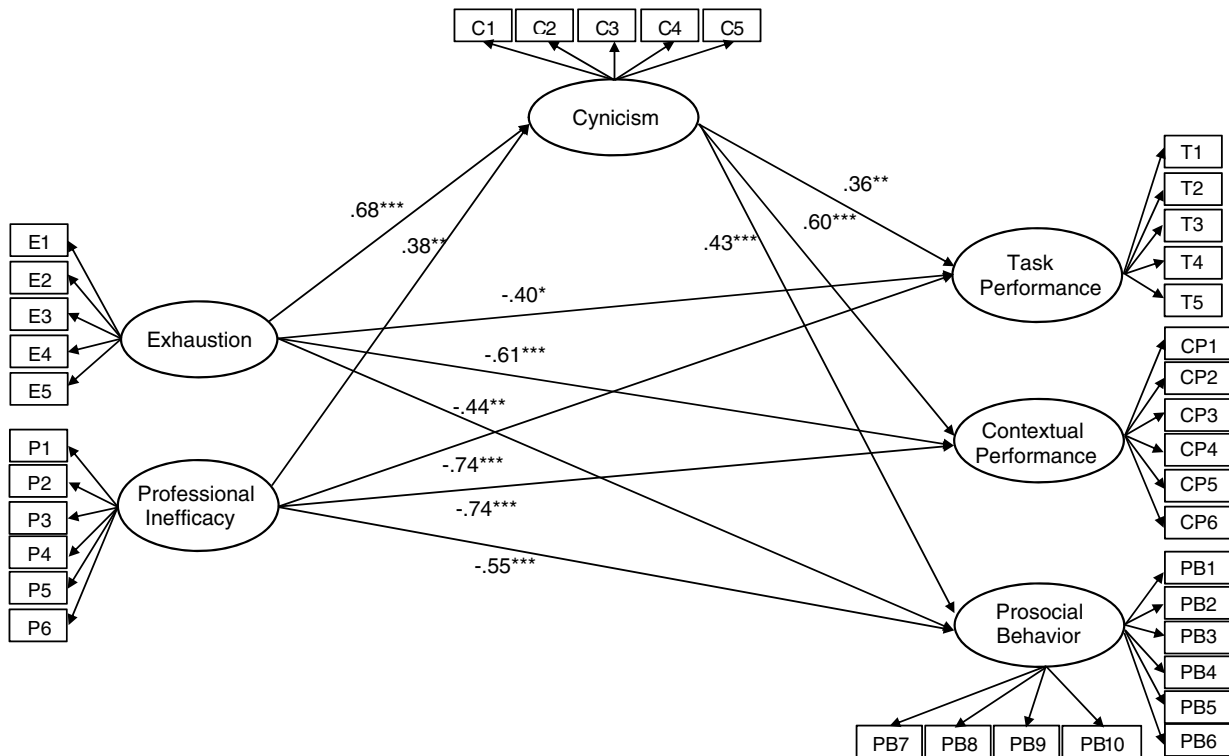 C1
C2
C3
C4
C5
Cynicism
.68***
.38**
.36**
.60***
.43***
E1
E2
E3
E4
E5
Exhaustion
-.40*
-.61***
-.44**
Task
Performance
T1
T2
T3
T4
T5
P1
P2
P3
P4
P5
P6
Professional
Inefficacy
-.74***
-.74***
-.55***
Contextual
Performance
CP1
CP2
CP3
CP4
CP5
CP6
Prosocial
Behavior
PB1
PB2
PB3
PB4
PB5
PB6
PB7
PB8
PB9
PB10